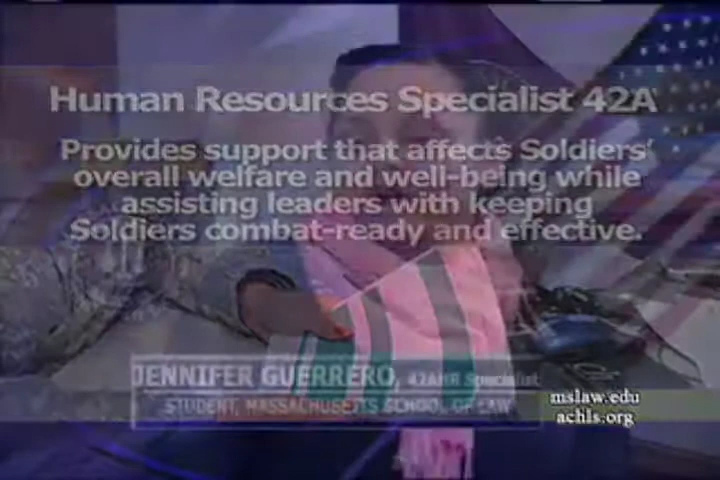 Human Resources Specialist 42A
Provides support that affects Soldiers'
overall welfare and well-being while
assisting leaders with keeping
Soldiers combat-ready and effective.
JENNIFER GUERRERO, 42AHR Specialist
STUDENT, MASSACHUSETTS SCHOOL OF LAW
mslaw.edu
achls.org